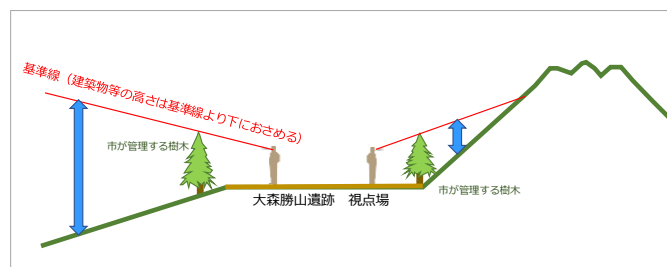 基準線（建築物等の高さは基準線より下におさめる）
市が管理する樹木
大森勝山遺跡　視点場
市が管理する樹木